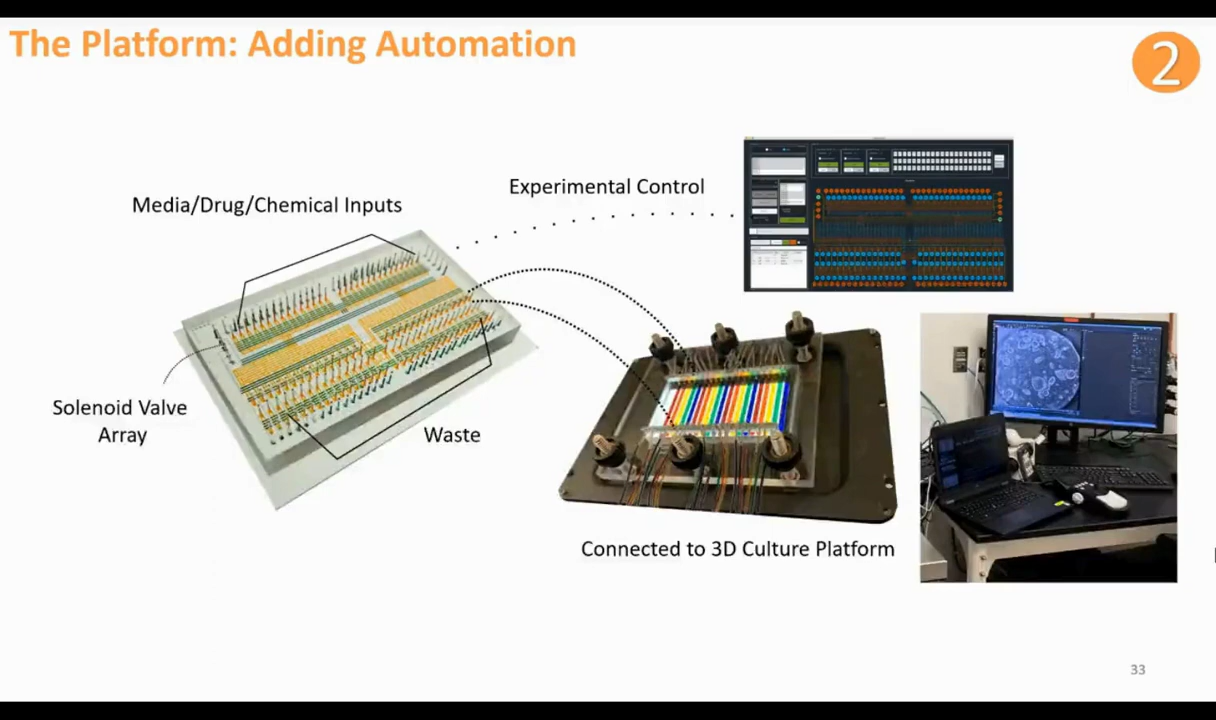 The Platform: Adding Automation
2
Experimental Control
Media/Drug/Chemical Inputs
Solenoid Valve
Array
Waste
Connected to 3D Culture Platform
33